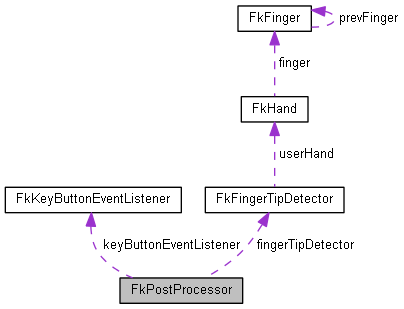 FkFinger
prevFinger
finger
FkHand
userHand
FkKeyButtonEventListener
FkFingerTipDetector
keyButtonEventListener
fingerTipDetector
FkPostProcessor